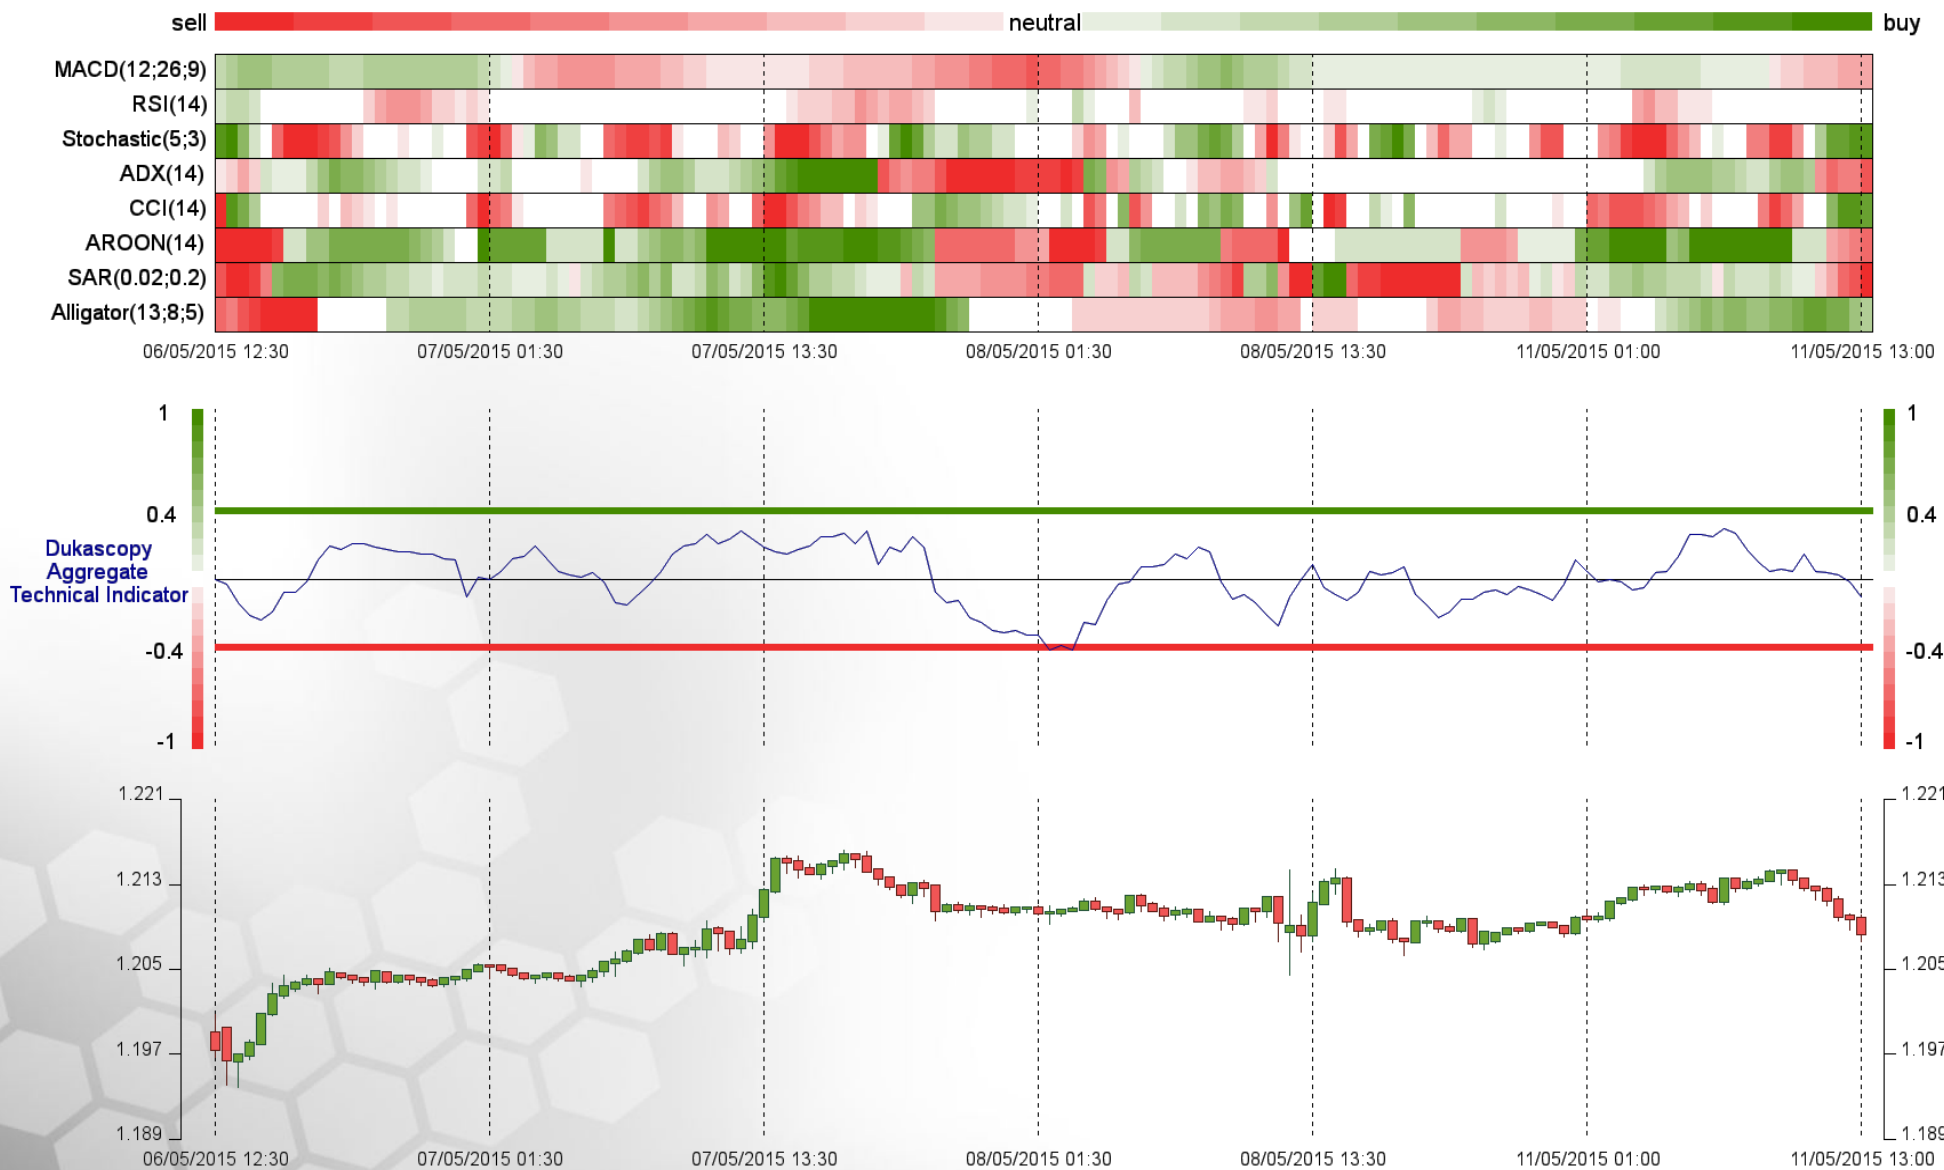 sell neutral buy
MACD(12;26;9)
RSI(14)
Stochastic(5;3)
ADX(14)
CCI(14)
AROON(14)
SAR(0.02;0.2)
Alligator(13;8;5)
06/05/2015 12:30 07/05/2015 01:30 07/05/2015 13:30 08/05/2015 01:30 08/05/2015 13:30 11/05/2015 01:00 11/05/2015 13:00
1 1
0.4 0.4
Dukascopy
Aggregate
Technical Indicator
-0.4 -0.4
-1 -1
1.221 1.221
1.213 1.213
1.205 1.205
1.197 1.197
1.189 1.189
06/05/2015 12:30 07/05/2015 01:30 07/05/2015 13:30 08/05/2015 01:30 08/05/2015 13:30 11/05/2015 01:00 11/05/2015 13:00